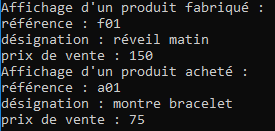 Affichage d'un produit fabriqué :
référence : f01
désignation : réveil matin
prix de vente : 150
Affichage d'un produit acheté :
référence : a01
désignation : montre bracelet
prix de vente : 75